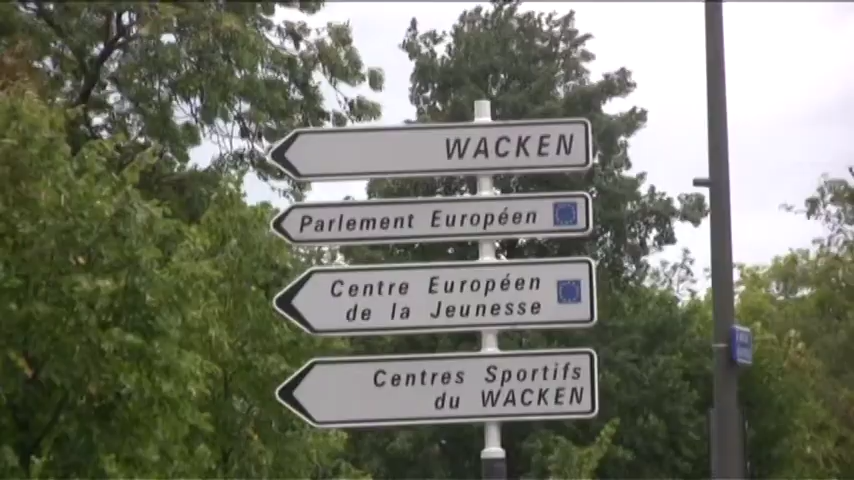 WACKEN
Parlement Européen
Centre Européen
de la Jeunesse
Centres Sportifs
du WACKEN